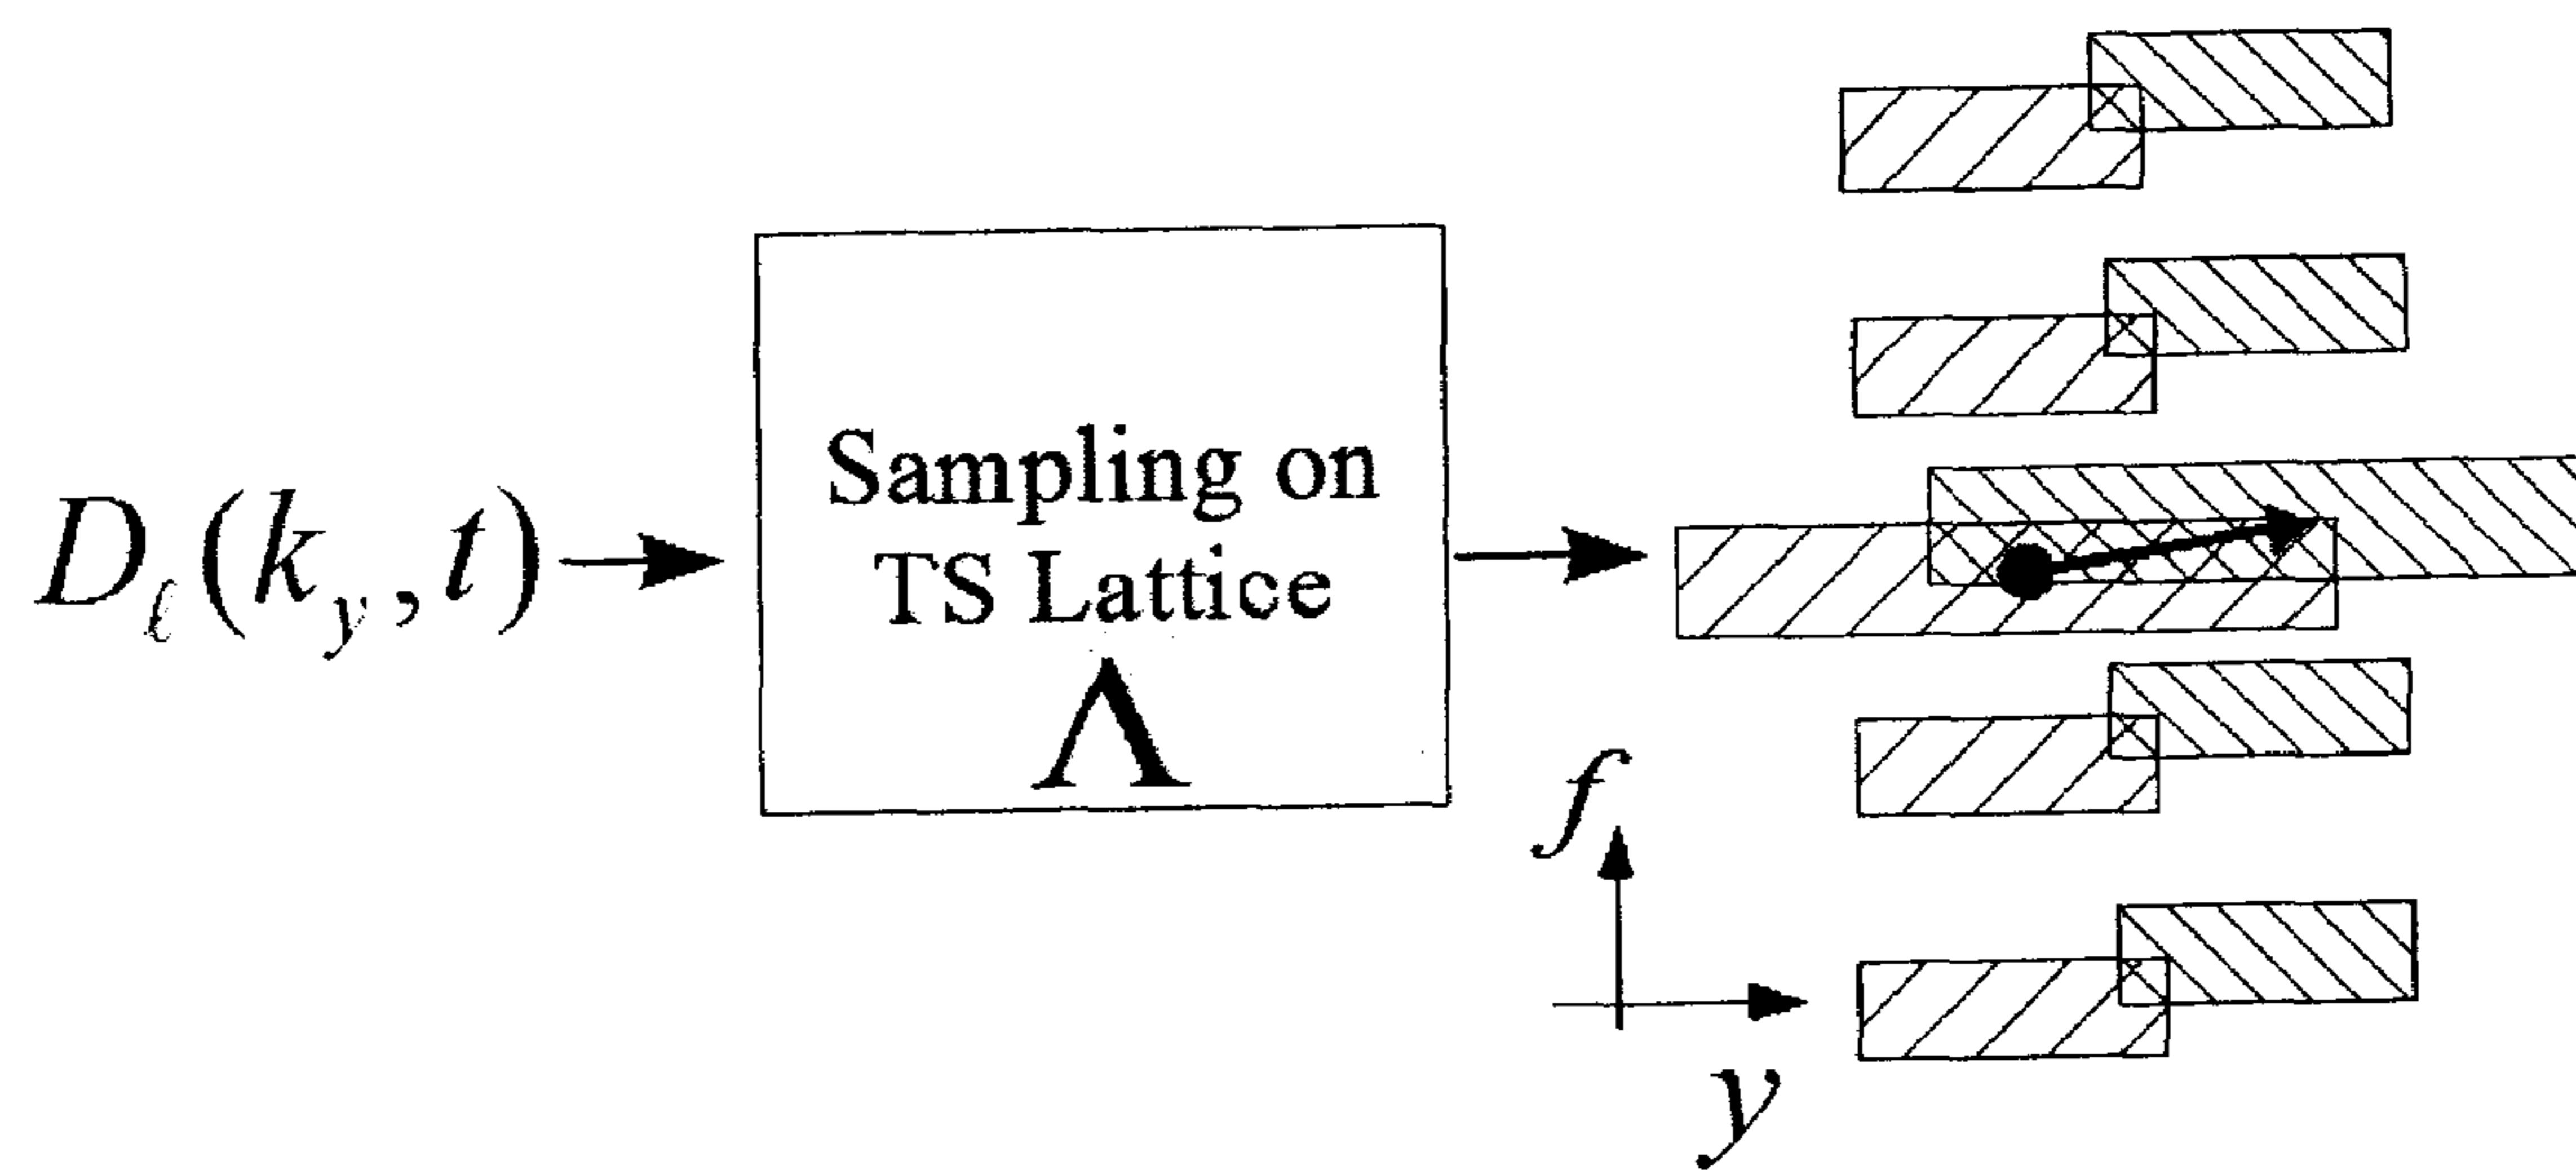 D_ℓ(k_y, t)
Sampling on
TS Lattice
Λ
f
y